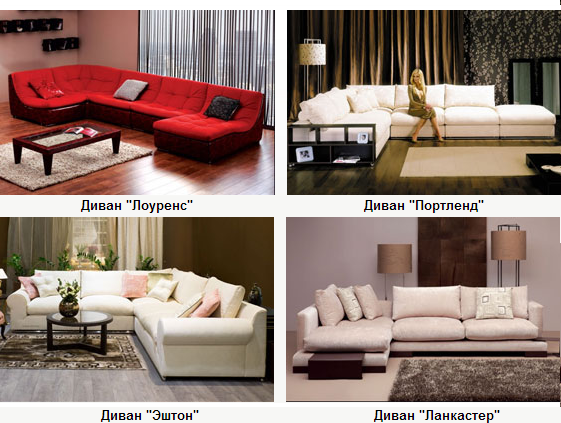 Диван "Лоуренс"
Диван "Портленд"
Диван "Эштон"
Диван "Ланкастер"